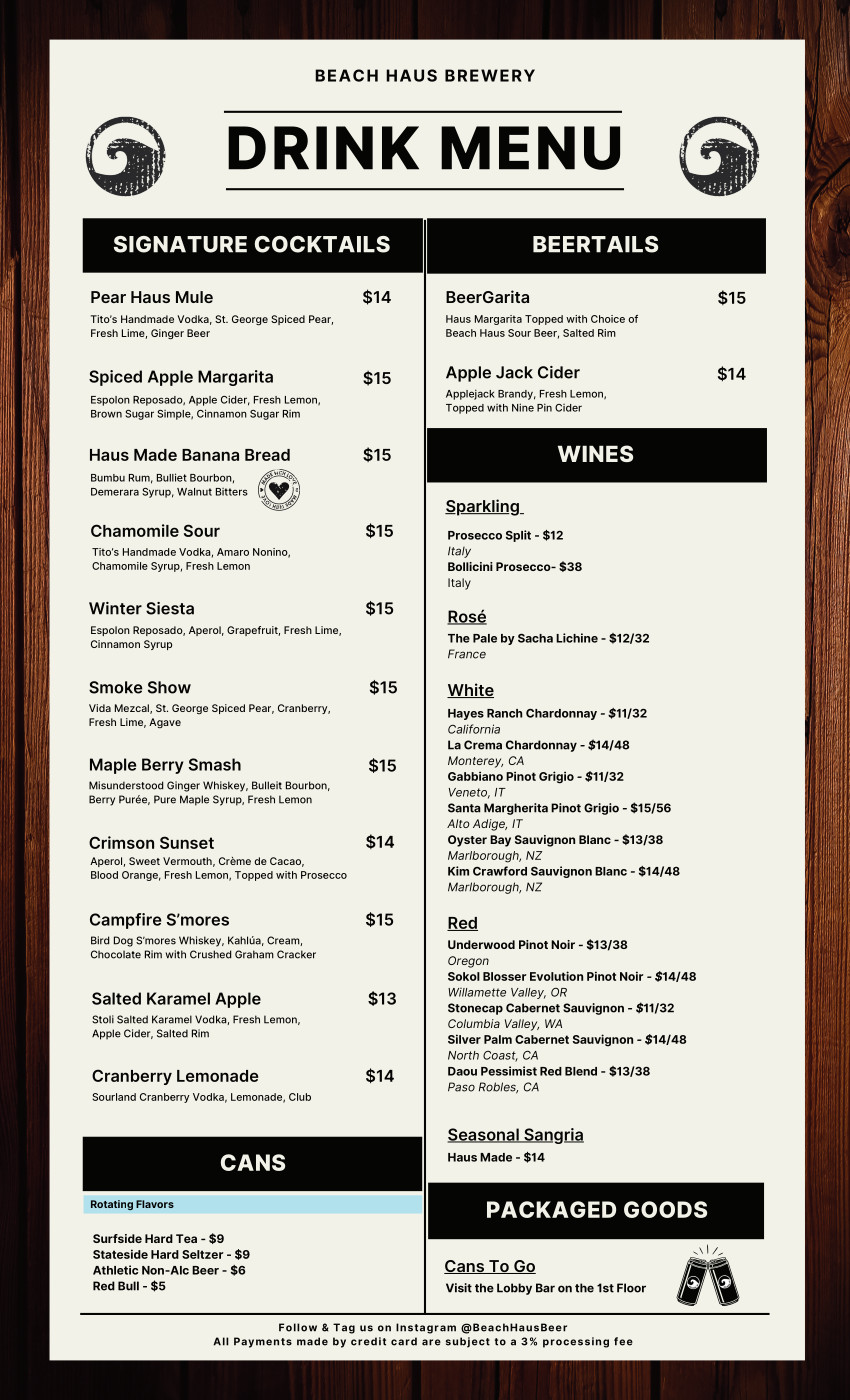 BEACH HAUS BREWERY
DRINK MENU
SIGNATURE COCKTAILS
Pear Haus Mule $14
Tito's Handmade Vodka, St. George Spiced Pear,
Fresh Lime, Ginger Beer
Spiced Apple Margarita $15
Espolon Reposado, Apple Cider, Fresh Lemon,
Brown Sugar Simple, Cinnamon Sugar Rim
Haus Made Banana Bread $15
Bumbu Rum, Bulliet Bourbon,
Demerara Syrup, Walnut Bitters
MADE WITH LOVE
MADE WITH LOVE
Chamomile Sour $15
Tito's Handmade Vodka, Amaro Nonino,
Chamomile Syrup, Fresh Lemon
Winter Siesta $15
Espolon Reposado, Aperol, Grapefruit, Fresh Lime,
Cinnamon Syrup
Smoke Show $15
Vida Mezcal, St. George Spiced Pear, Cranberry,
Fresh Lime, Agave
Maple Berry Smash $15
Misunderstood Ginger Whiskey, Bulleit Bourbon,
Berry Purée, Pure Maple Syrup, Fresh Lemon
Crimson Sunset $14
Aperol, Sweet Vermouth, Crème de Cacao,
Blood Orange, Fresh Lemon, Topped with Prosecco
Campfire S'mores $15
Bird Dog S'mores Whiskey, Kahlúa, Cream,
Chocolate Rim with Crushed Graham Cracker
Salted Karamel Apple $13
Stoli Salted Karamel Vodka, Fresh Lemon,
Apple Cider, Salted Rim
Cranberry Lemonade $14
Sourland Cranberry Vodka, Lemonade, Club
CANS
Rotating Flavors
Surfside Hard Tea - $9
Stateside Hard Seltzer - $9
Athletic Non-Alc Beer - $6
Red Bull - $5
BEERTAILS
BeerGarita $15
Haus Margarita Topped with Choice of
Beach Haus Sour Beer, Salted Rim
Apple Jack Cider $14
Applejack Brandy, Fresh Lemon,
Topped with Nine Pin Cider
WINES
Sparkling
Prosecco Split - $12
Italy
Bollicini Prosecco- $38
Italy
Rosé
The Pale by Sacha Lichine - $12/32
France
White
Hayes Ranch Chardonnay - $11/32
California
La Crema Chardonnay - $14/48
Monterey, CA
Gabbiano Pinot Grigio - $11/32
Veneto, IT
Santa Margherita Pinot Grigio - $15/56
Alto Adige, IT
Oyster Bay Sauvignon Blanc - $13/38
Marlborough, NZ
Kim Crawford Sauvignon Blanc - $14/48
Marlborough, NZ
Red
Underwood Pinot Noir - $13/38
Oregon
Sokol Blosser Evolution Pinot Noir - $14/48
Willamette Valley, OR
Stonecap Cabernet Sauvignon - $11/32
Columbia Valley, WA
Silver Palm Cabernet Sauvignon - $14/48
North Coast, CA
Daou Pessimist Red Blend - $13/38
Paso Robles, CA
Seasonal Sangria
Haus Made - $14
PACKAGED GOODS
Cans To Go
Visit the Lobby Bar on the 1st Floor
Follow & Tag us on Instagram @BeachHausBeer
All Payments made by credit card are subject to a 3% processing fee